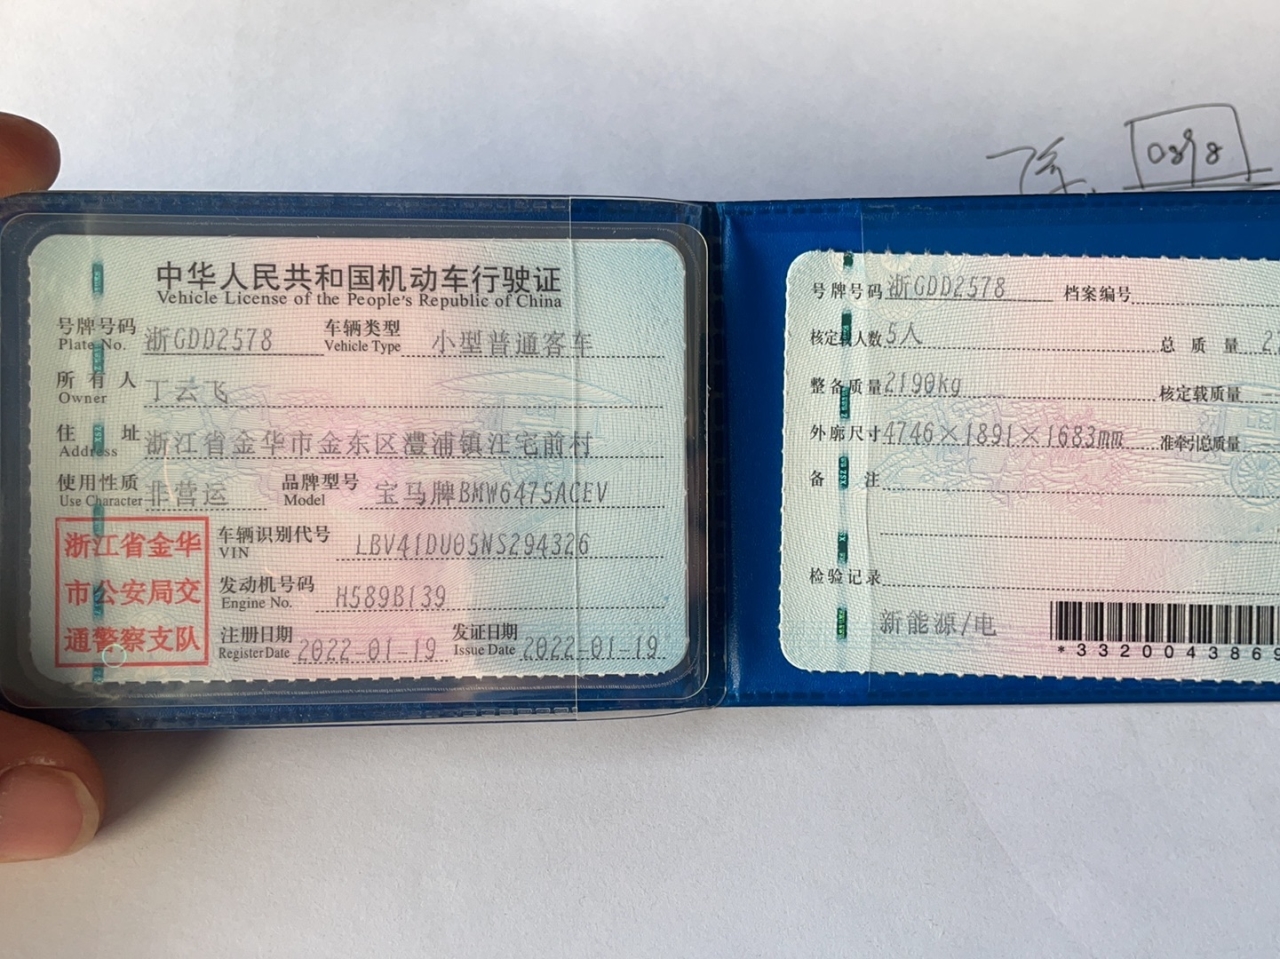 中华人民共和国机动车行驶证
Vehicle License of the People's Republic of China
号牌号码 浙GDD2578 车辆类型 小型普通客车
Plate No. Vehicle Type
所有人 丁云飞
Owner
住址 浙江省金华市金东区澧浦镇汪宅前村
Address
使用性质 非营运 品牌型号 宝马牌BMW6475ACEV
Use Character Model
浙江省金华
市公安局交
通警察支队
车辆识别代号 LBV41DU05NS294326
VIN
发动机号码 H589B139
Engine No.
注册日期 2022-01-19 发证日期 2022-01-19
Register Date Issue Date
0898
号牌号码 浙GDD2578 档案编号
核定载人数 5人 总质量
整备质量 2190kg 核定载质量
外廓尺寸 4746×1891×1683mm 准牵引总质量
备注
检验记录
新能源/电
*3320043869